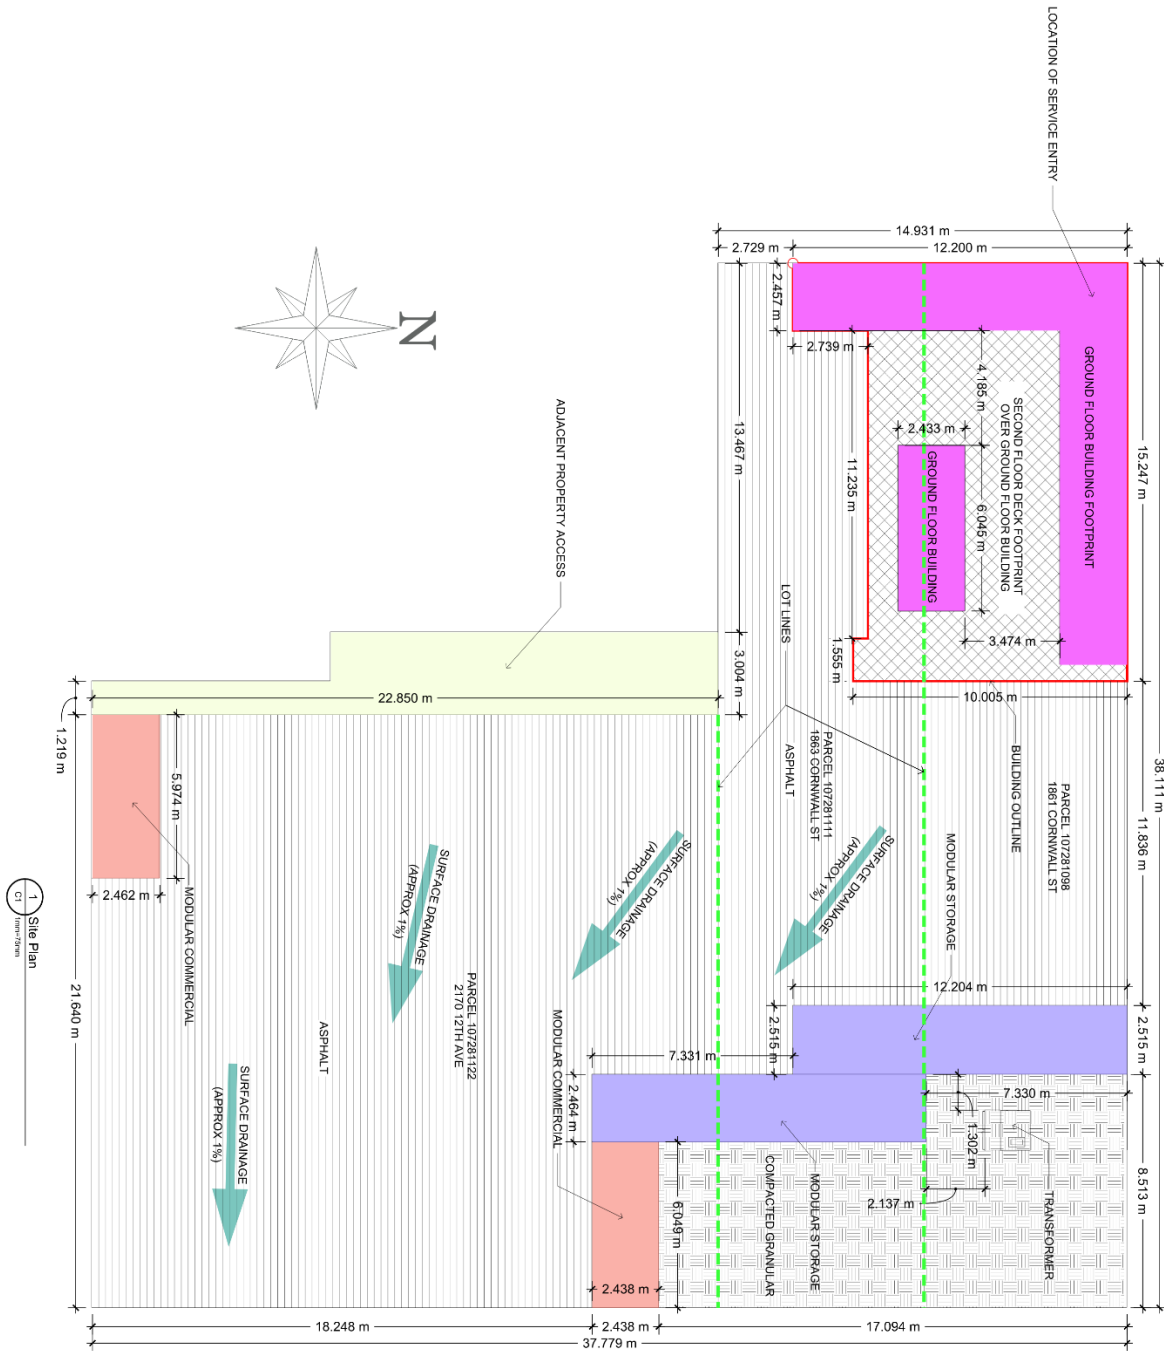 LOCATION OF SERVICE ENTRY
14.931 m
2.729 m
12.200 m
2.457 m
2.739 m
4.185 m
2.433 m
6.045 m
GROUND FLOOR BUILDING
SECOND FLOOR DECK FOOTPRINT
OVER GROUND FLOOR BUILDING
GROUND FLOOR BUILDING FOOTPRINT
15.247 m
38.111 m
13.467 m
11.235 m
3.474 m
1.555 m
10.005 m
N
ADJACENT PROPERTY ACCESS
LOT LINES
3.004 m
22.850 m
1.219 m
5.974 m
2.462 m
MODULAR COMMERCIAL
PARCEL 107281111
1863 CORNWALL ST
ASPHALT
BUILDING OUTLINE
PARCEL 107281098
1861 CORNWALL ST
11.836 m
MODULAR STORAGE
SURFACE DRAINAGE
(APPROX 1%)
SURFACE DRAINAGE
(APPROX 1%)
SURFACE DRAINAGE
(APPROX 1%)
SURFACE DRAINAGE
(APPROX 1%)
PARCEL 107281122
2170 12TH AVE
ASPHALT
MODULAR COMMERCIAL
12.204 m
2.515 m
2.515 m
7.331 m
2.464 m
7.330 m
1.302 m
2.137 m
TRANSFORMER
MODULAR STORAGE
COMPACTED GRANULAR
8.513 m
6.049 m
2.438 m
21.640 m
18.248 m
2.438 m
17.094 m
37.779 m
1
C1
Site Plan
1mm=75mm